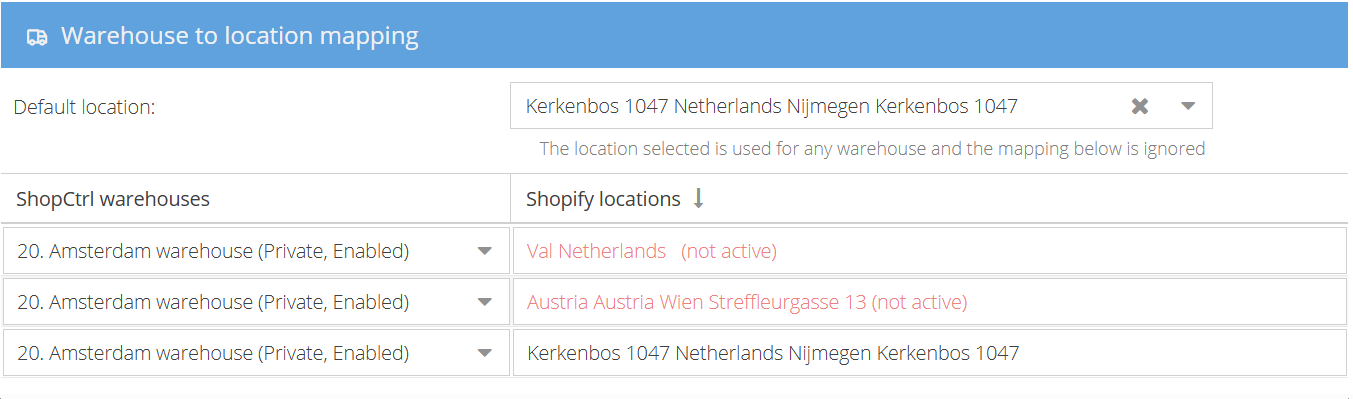 Warehouse to location mapping
Default location:
Kerkenbos 1047 Netherlands Nijmegen Kerkenbos 1047
The location selected is used for any warehouse and the mapping below is ignored
ShopCtrl warehouses
Shopify locations
20. Amsterdam warehouse (Private, Enabled)
Val Netherlands (not active)
20. Amsterdam warehouse (Private, Enabled)
Austria Austria Wien Streffleurgasse 13 (not active)
20. Amsterdam warehouse (Private, Enabled)
Kerkenbos 1047 Netherlands Nijmegen Kerkenbos 1047